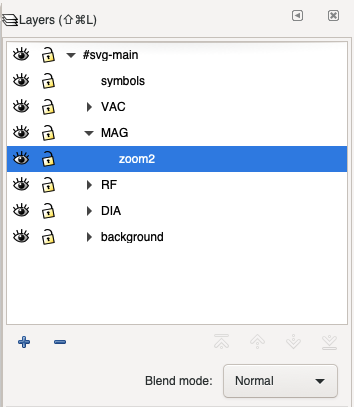 Layers (⇧⌘L)
#svg-main
symbols
VAC
MAG
zoom2
RF
DIA
background
Blend mode: Normal